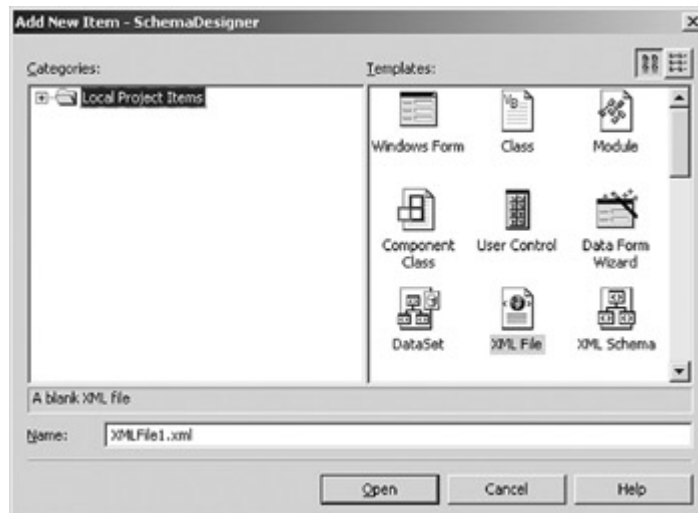 Add New Item - SchemaDesigner
Categories:
Templates:
Local Project Items
Windows Form
Class
Module
Component Class
User Control
Data Form Wizard
DataSet
XML File
XML Schema
A blank XML file
Name:
XMLFile1.xml
Open
Cancel
Help